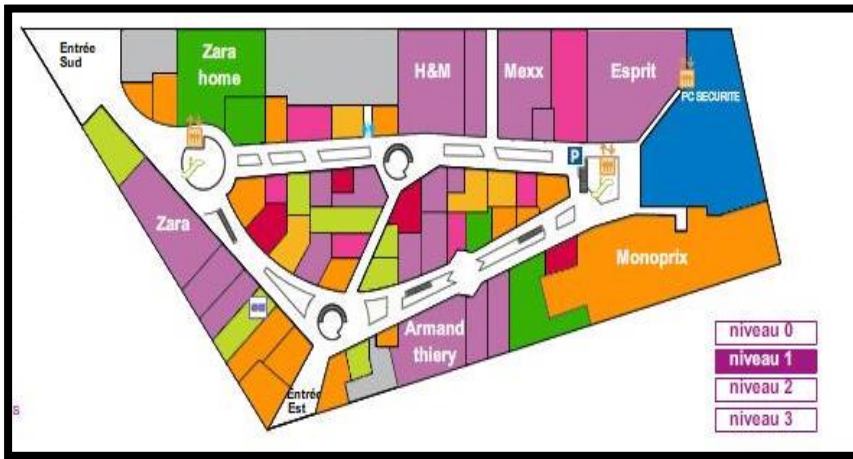 Entrée
Sud
Zara
home
H&M
Mexx
Esprit
PC SECURITE
P
Zara
Monoprix
Armand
thiery
Entrée
Est
niveau 0
niveau 1
niveau 2
niveau 3
s